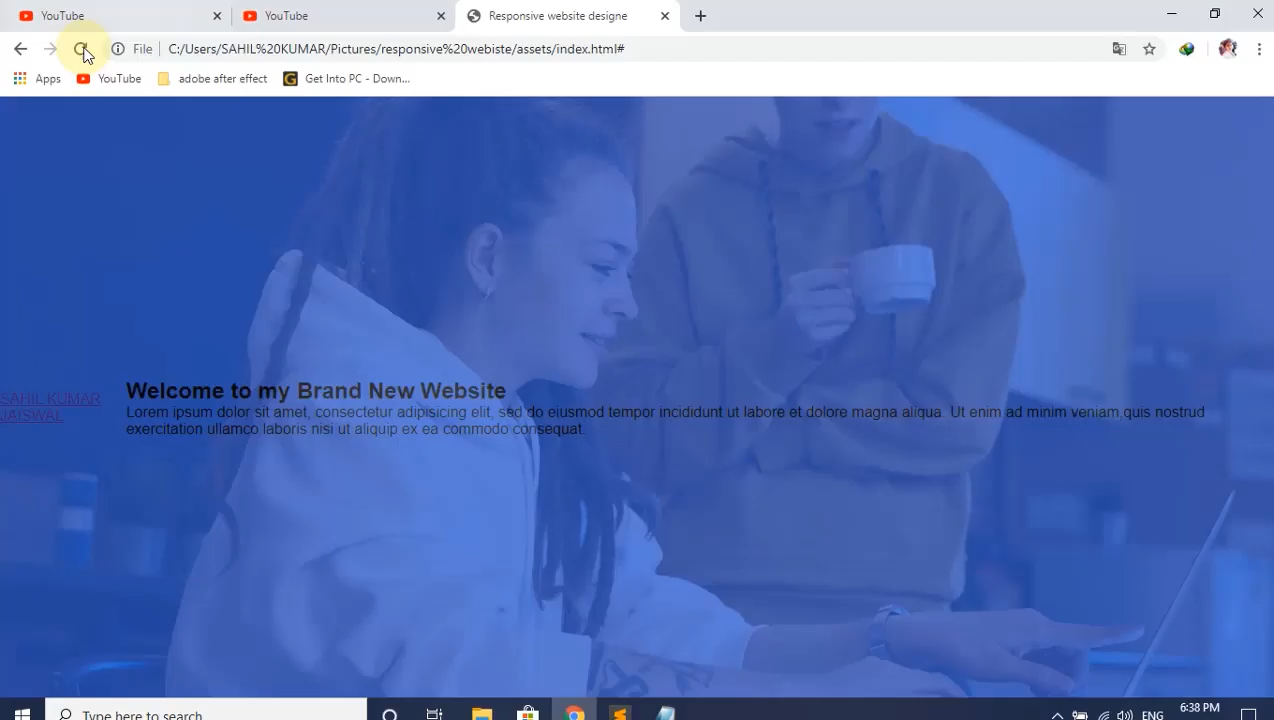 YouTube
YouTube
Responsive website designe
File
C:/Users/SAHIL%20KUMAR/Pictures/responsive%20webiste/assets/index.html#
Apps
YouTube
adobe after effect
Get Into PC - Down...
SAHIL KUMAR
JAISWAL
Welcome to my Brand New Website
Lorem ipsum dolor sit amet, consectetur adipisicing elit, sed do eiusmod tempor incididunt ut labore et dolore magna aliqua. Ut enim ad minim veniam,quis nostrud
exercitation ullamco laboris nisi ut aliquip ex ea commodo consequat.
Type here to search
ENG
6:38 PM